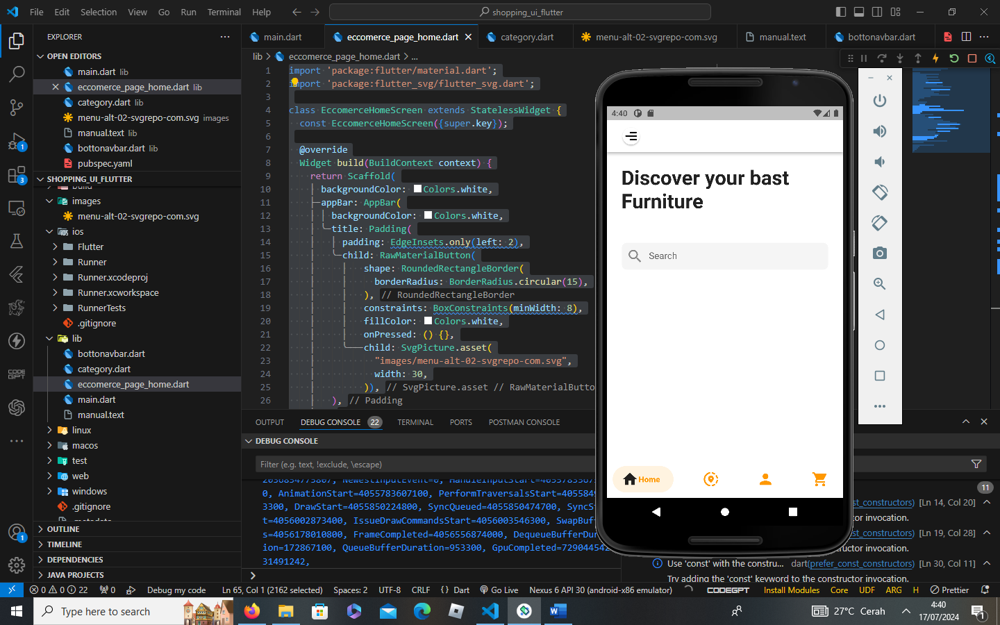 File Edit Selection View Go Run Terminal Help
shopping_ui_flutter
EXPLORER
OPEN EDITORS
main.dart lib
eccomerce_page_home.dart lib
category.dart lib
menu-alt-02-svgrepo-com.svg images
manual.text lib
bottonavbar.dart lib
pubspec.yaml
SHOPPING_UI_FLUTTER
build
images
menu-alt-02-svgrepo-com.svg
ios
Flutter
Runner
Runner.xcodeproj
Runner.xcworkspace
RunnerTests
.gitignore
lib
bottonavbar.dart
category.dart
eccomerce_page_home.dart
main.dart
manual.text
linux
macos
test
web
windows
.gitignore
.metadata
OUTLINE
TIMELINE
DEPENDENCIES
JAVA PROJECTS
1
3
CODE
GPT
1
main.dart
eccomerce_page_home.dart
category.dart
menu-alt-02-svgrepo-com.svg
manual.text
bottonavbar.dart
lib > eccomerce_page_home.dart > ...
1 import 'package:flutter/material.dart';
2 import 'package:flutter_svg/flutter_svg.dart';
3
4 class EccomerceHomeScreen extends StatelessWidget {
5 const EccomerceHomeScreen({super.key});
6
7 @override
8 Widget build(BuildContext context) {
9 return Scaffold(
10 backgroundColor: Colors.white,
11 appBar: AppBar(
12 backgroundColor: Colors.white,
13 title: Padding(
14 padding: EdgeInsets.only(left: 2),
15 child: RawMaterialButton(
16 shape: RoundedRectangleBorder(
17 borderRadius: BorderRadius.circular(15),
18 ), // RoundedRectangleBorder
19 constraints: BoxConstraints(minWidth: 8),
20 fillColor: Colors.white,
21 onPressed: () {},
22 child: SvgPicture.asset(
23 "images/menu-alt-02-svgrepo-com.svg",
24 width: 30,
25 )), // SvgPicture.asset // RawMaterialButto
26 ), // Padding
4:40
Discover your bast
Furniture
Search
Home
OUTPUT DEBUG CONSOLE 22 TERMINAL PORTS POSTMAN CONSOLE
DEBUG CONSOLE
Filter (e.g. text, !exclude, \escape)
0, AnimationStart=4055783607100, PerformTraversalsStart=405584
3300, DrawStart=4055850224800, SyncQueued=4055850474700, SyncS
t=4056002873400, IssueDrawCommandsStart=4056003546300, SwapBuf
s=4056178010800, FrameCompleted=4056556874000, DequeueBufferDu
ion=172867100, QueueBufferDuration=953300, GpuCompleted=729044542
31491242,
11
st_constructors) [Ln 14, Col 20]
tor invocation.
st_constructors) [Ln 19, Col 28]
tor invocation.
Use 'const' with the constru... dart(prefer_const_constructors) [Ln 30, Col 11]
Try adding the 'const' keyword to the constructor invocation.
0 0 22 0 Debug my code Ln 65, Col 1 (2162 selected) Spaces: 2 UTF-8 CRLF {} Dart Go Live Nexus 6 API 30 (android-x86 emulator) CODEGPT Install Modules Core UDF ARG H Prettier
Type here to search
27°C Cerah
4:40
17/07/2024
1